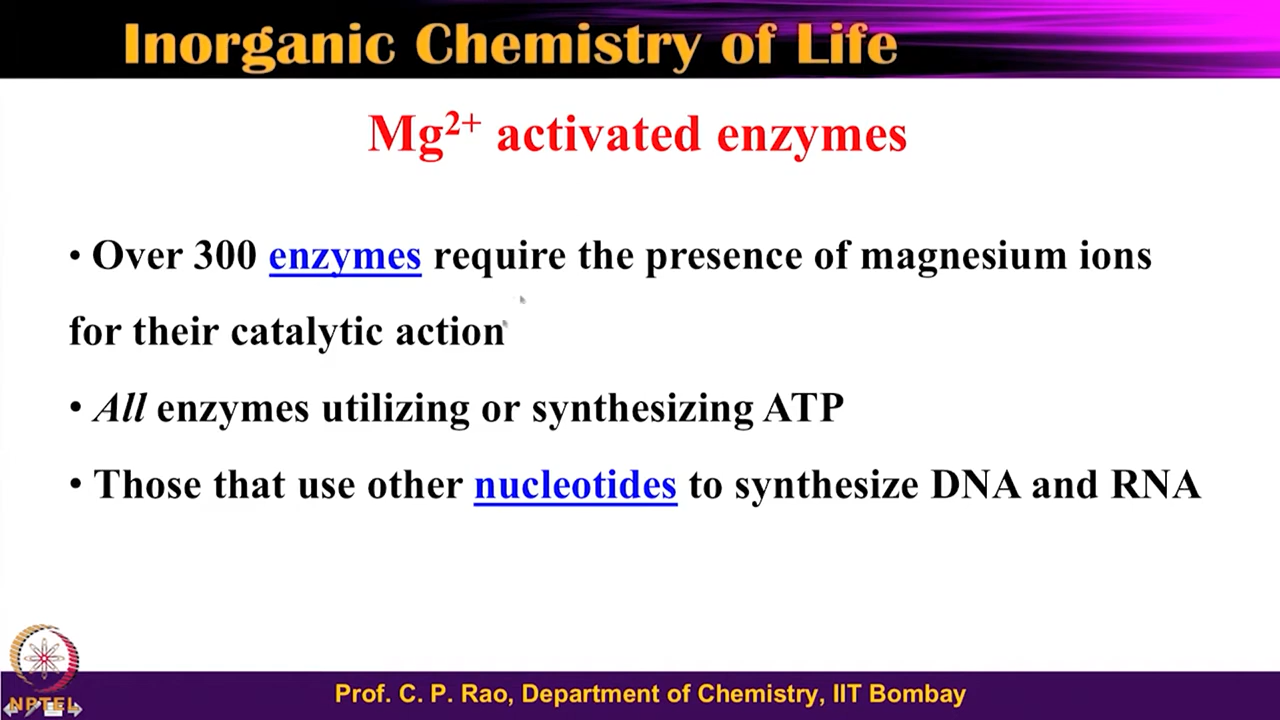 Inorganic Chemistry of Life
Mg2+ activated enzymes
• Over 300 enzymes require the presence of magnesium ions
for their catalytic action
• All enzymes utilizing or synthesizing ATP
• Those that use other nucleotides to synthesize DNA and RNA
NPTEL
Prof. C. P. Rao, Department of Chemistry, IIT Bombay